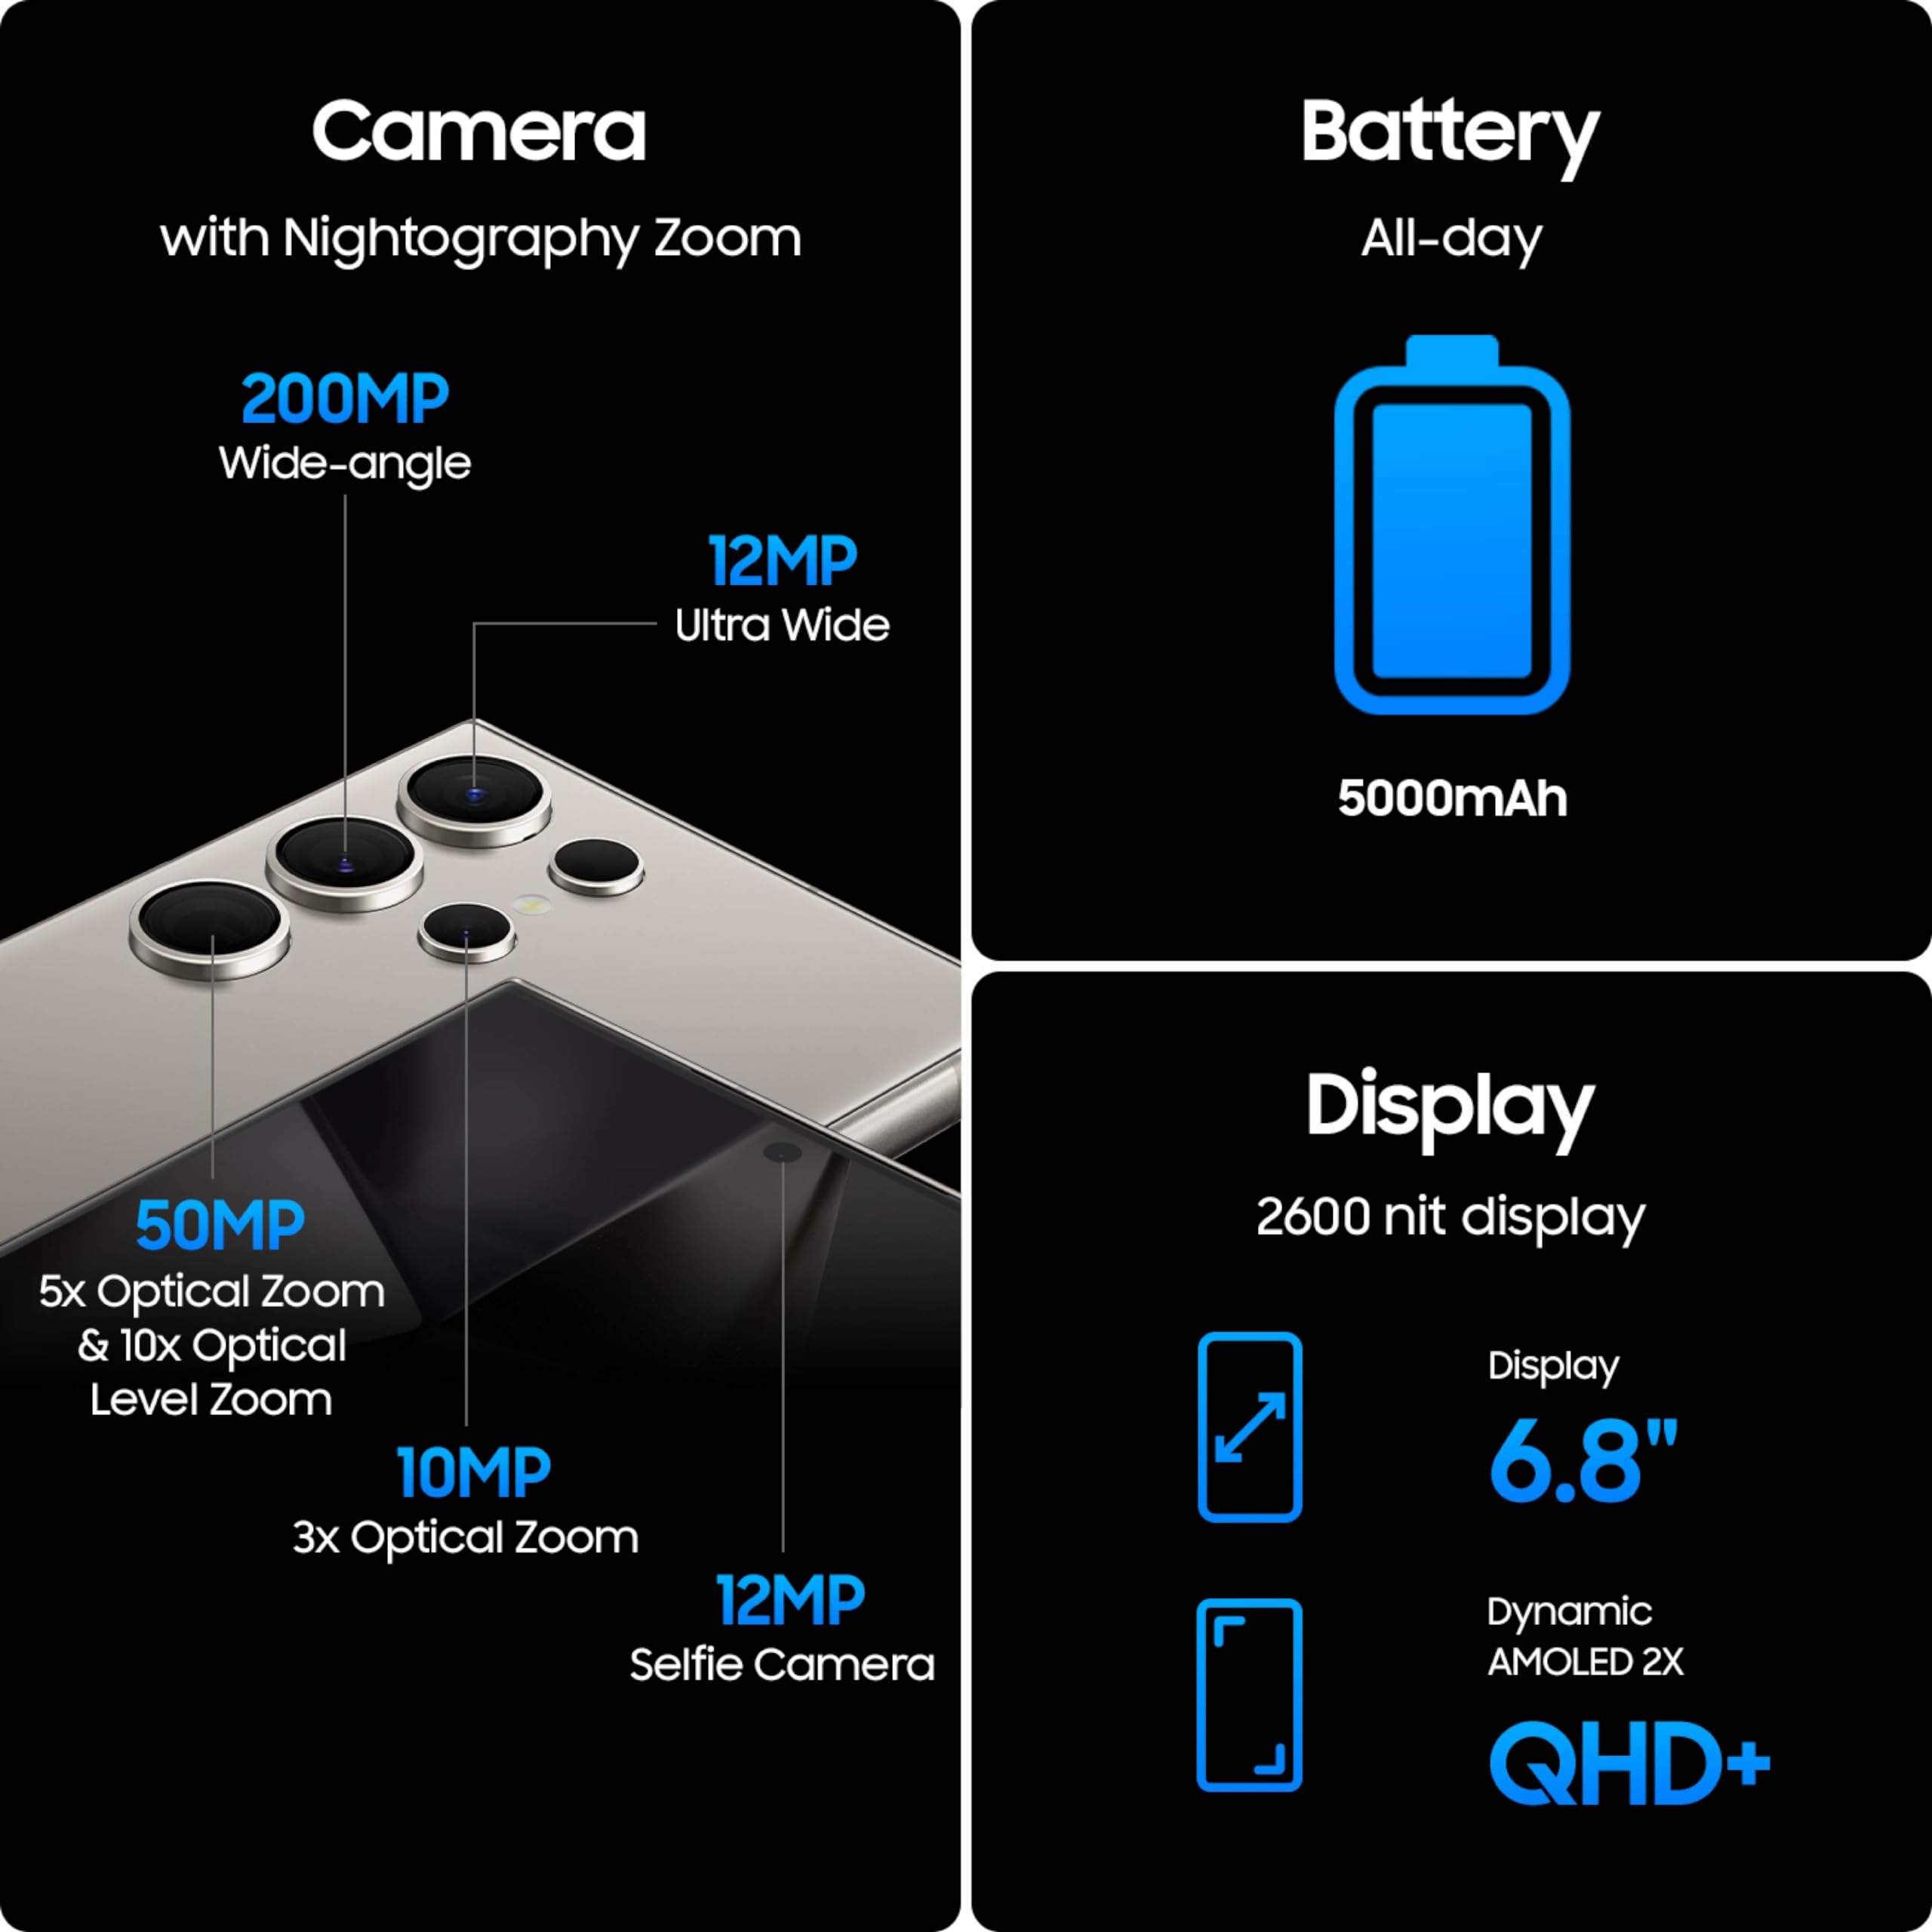 Camera
with Nightography Zoom
200MP
Wide-angle
12MP
Ultra Wide
50MP
5x Optical Zoom
& 10x Optical
Level Zoom
10MP
3x Optical Zoom
12MP
Selfie Camera
Battery
All-day
5000mAh
Display
2600 nit display
Display
6.8"
Dynamic
AMOLED 2X
QHD+